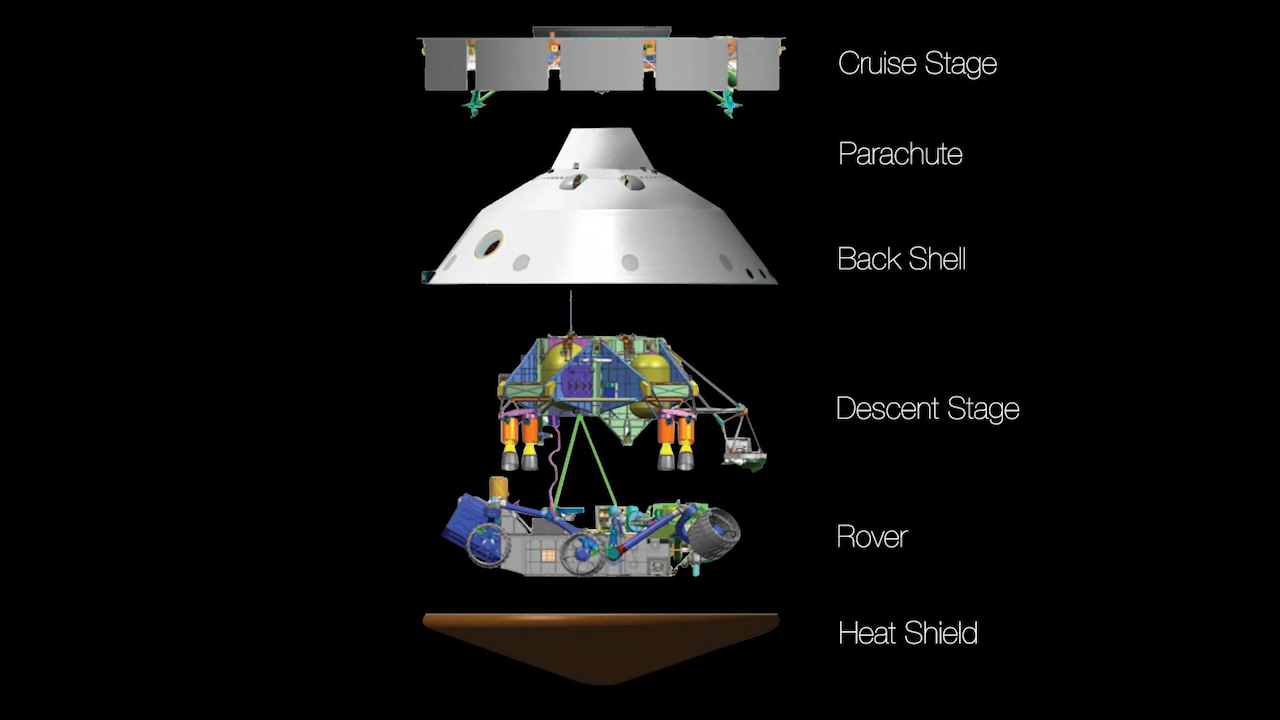 Cruise Stage
Parachute
Back Shell
Descent Stage
Rover
Heat Shield